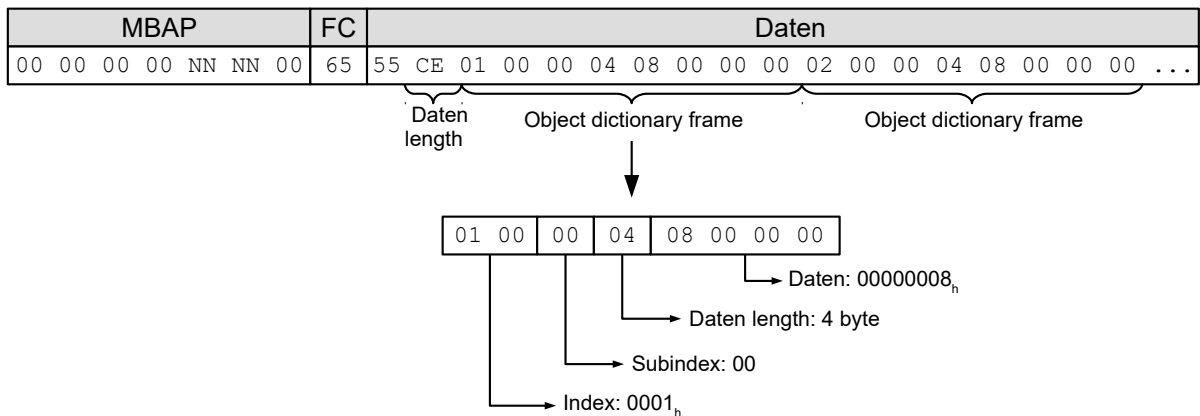 MBAP FC Daten
00 00 00 00 NN NN 00 65 55 CE 01 00 00 04 08 00 00 00 02 00 00 04 08 00 00 00 ...
Daten
length
Object dictionary frame Object dictionary frame
01 00 00 04 08 00 00 00
Daten: 00000008h
Daten length: 4 byte
Subindex: 00
Index: 0001h